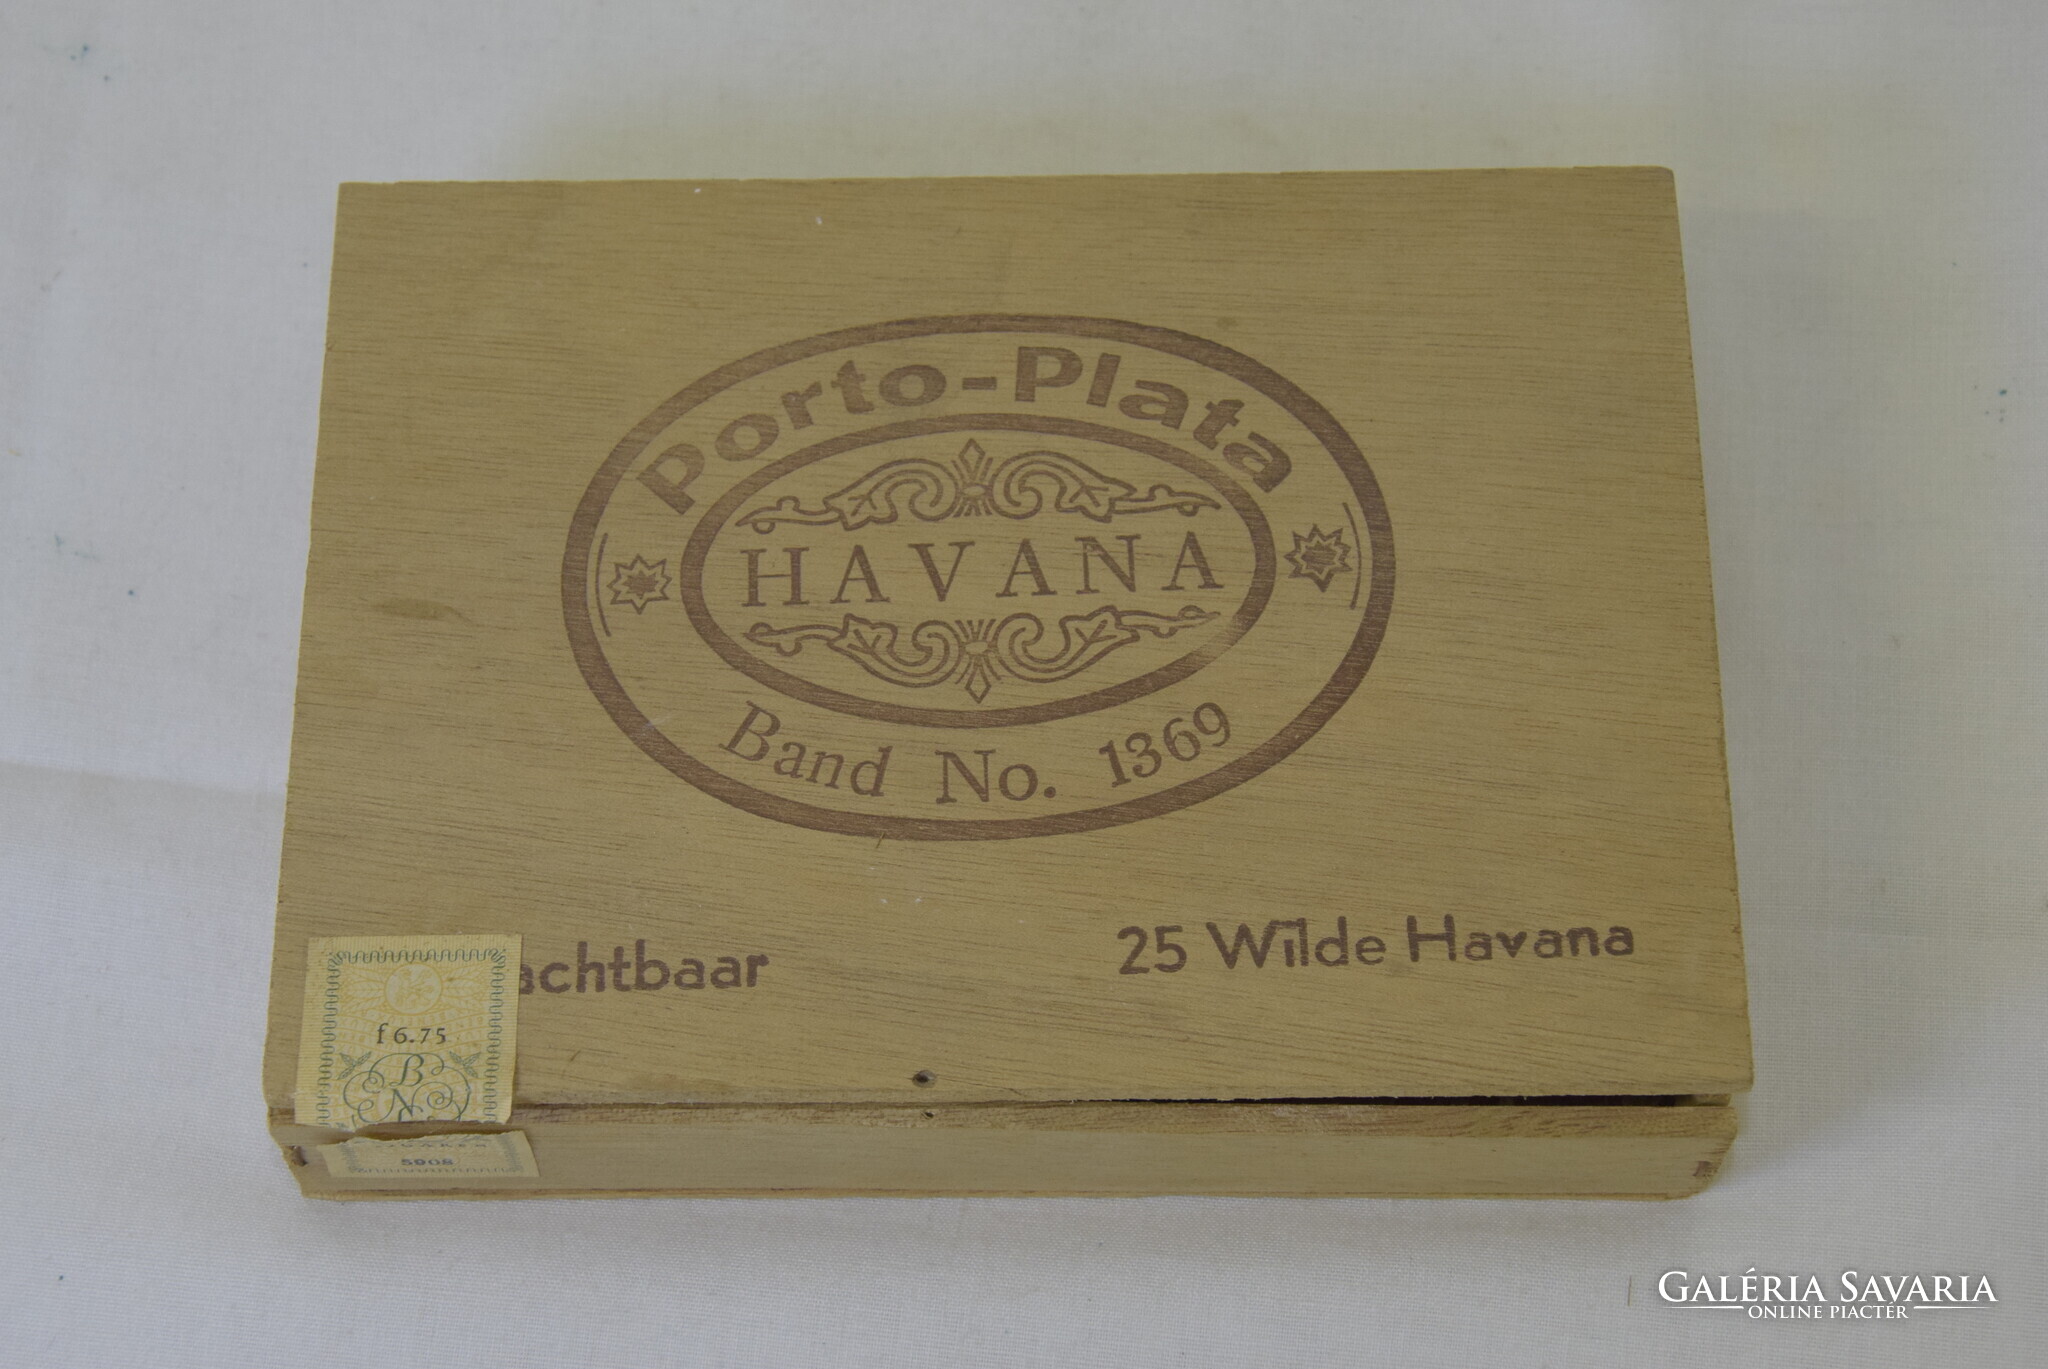 Porto-Plata
HAVANA
Band No. 1369
achtbaar
25 Wilde Havana
f 6.75
B
N
5908
GALÉRIA SAVARIA
ONLINE PIACTÉR